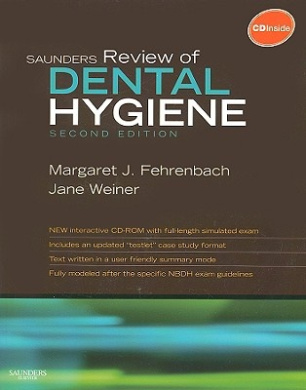 CDInside
SAUNDERS Review of
DENTAL
HYGIENE
SECOND EDITION
Margaret J. Fehrenbach
Jane Weiner
NEW interactive CD-ROM with full-length simulated exam
Includes an updated "testlet" case study format
Text written in a user friendly summary mode
Fully modeled after the specific NBDH exam guidelines
SAUNDERS
ELSEVIER